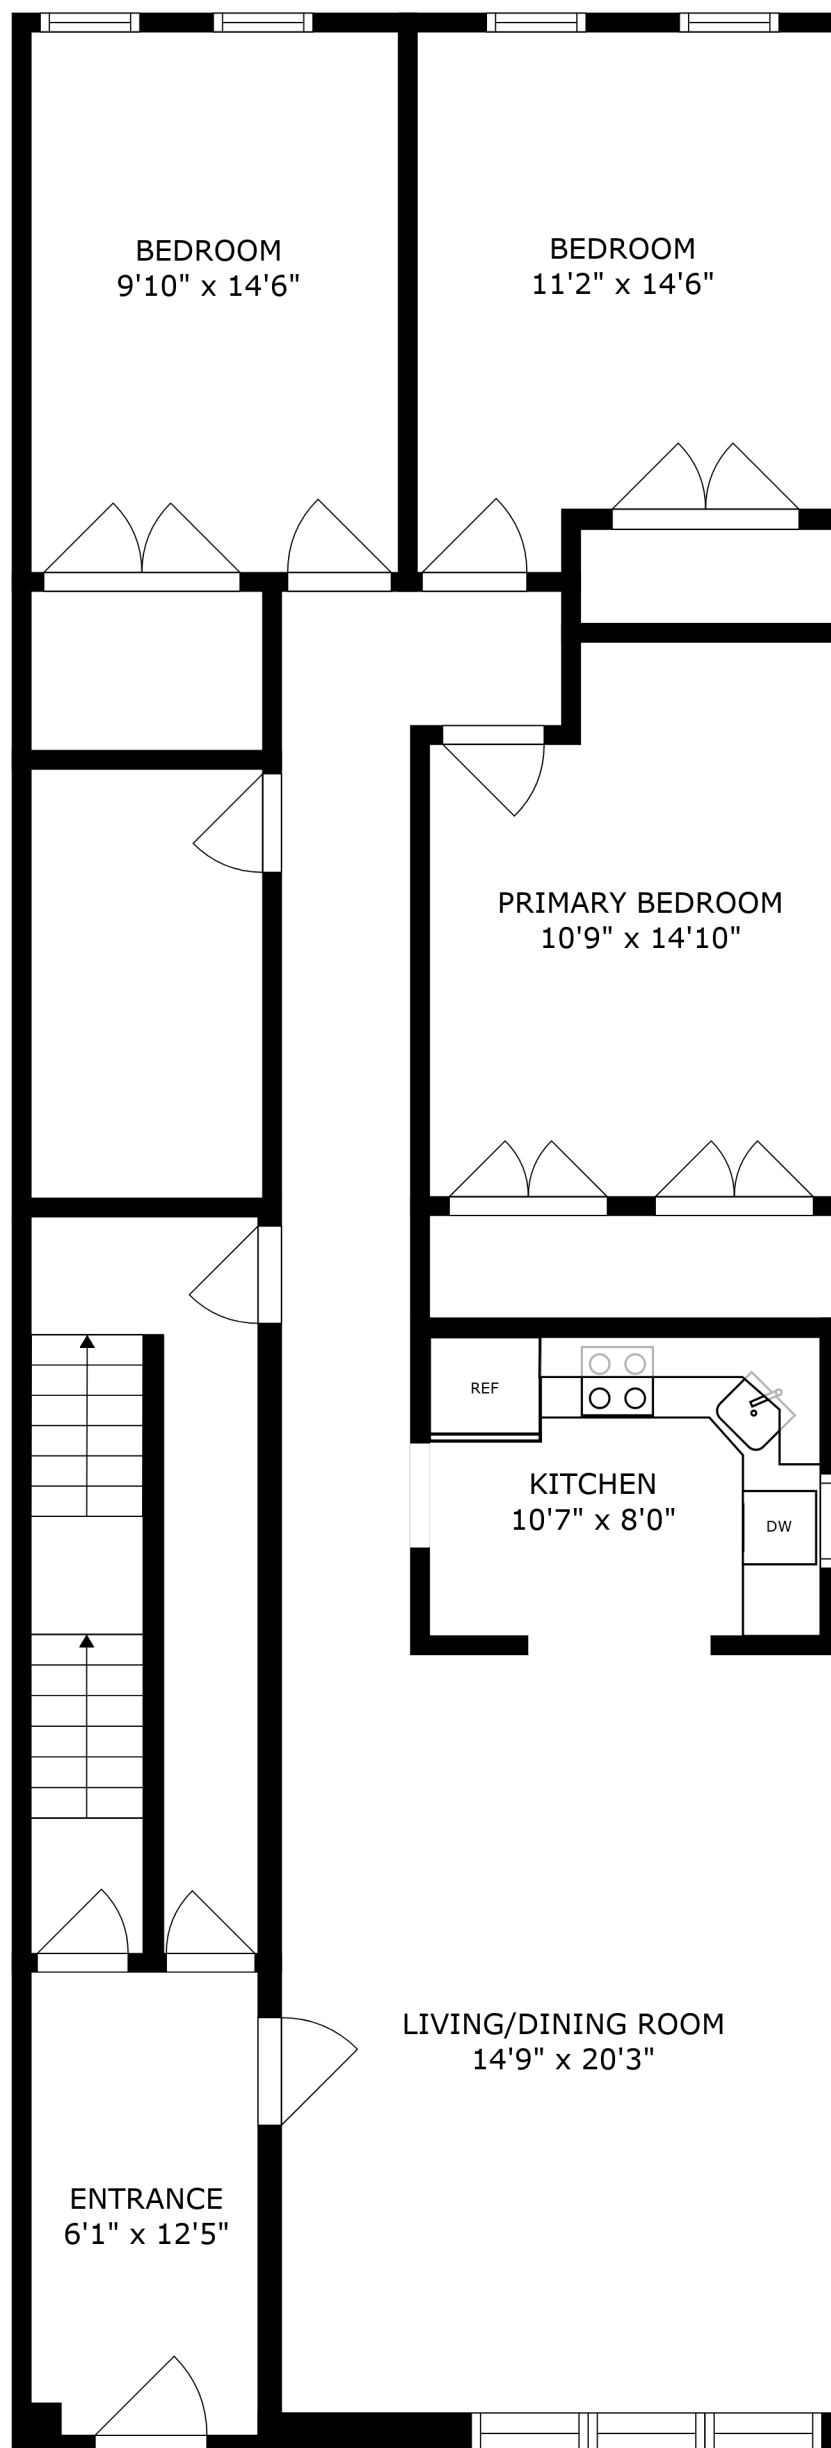 BEDROOM
9'10" x 14'6"
BEDROOM
11'2" x 14'6"
PRIMARY BEDROOM
10'9" x 14'10"
REF
KITCHEN
10'7" x 8'0"
DW
LIVING/DINING ROOM
14'9" x 20'3"
ENTRANCE
6'1" x 12'5"